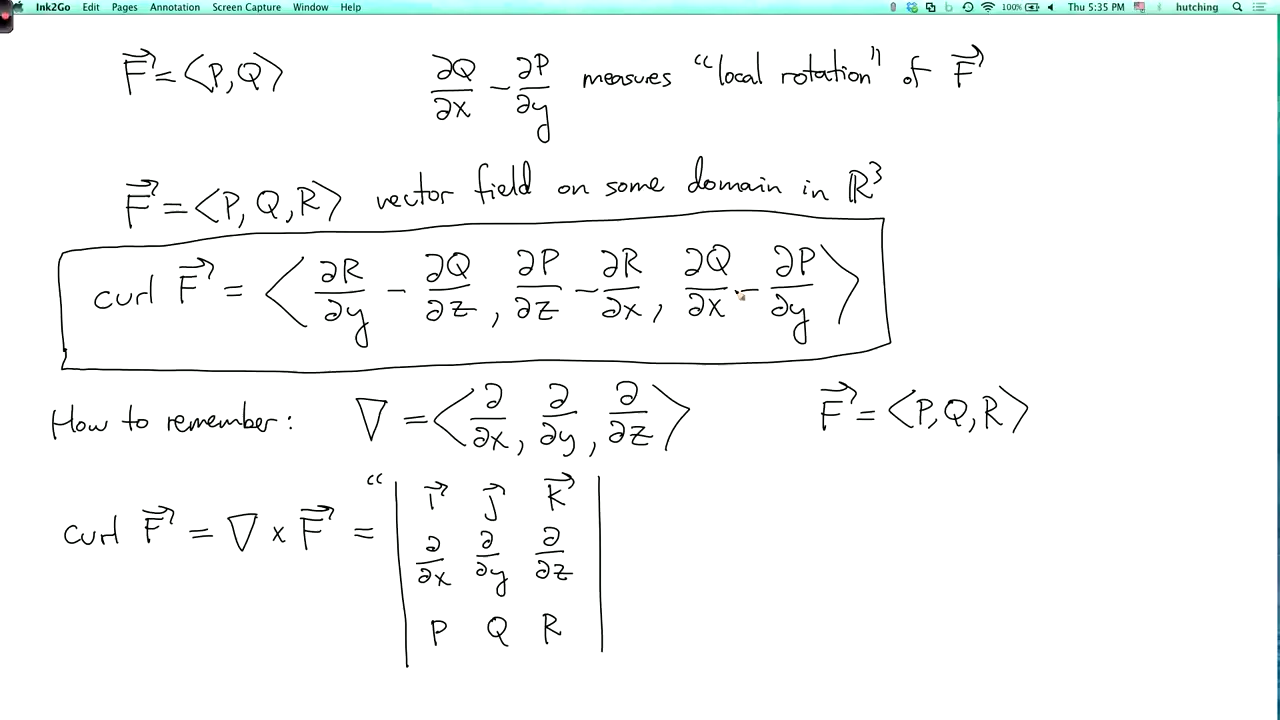 Ink2Go Edit Pages Annotation Screen Capture Window Help 100% Thu 5:35 PM hutching
F⃗ = ⟨P, Q⟩ ∂Q/∂x − ∂P/∂y measures “local rotation” of F⃗
F⃗ = ⟨P, Q, R⟩ vector field on some domain in ℝ³
curl F⃗ = ⟨∂R/∂y − ∂Q/∂z, ∂P/∂z − ∂R/∂x, ∂Q/∂x − ∂P/∂y⟩
How to remember: ∇ = ⟨∂/∂x, ∂/∂y, ∂/∂z⟩ F⃗ = ⟨P, Q, R⟩
curl F⃗ = ∇ × F⃗ = “ | i⃗ j⃗ k⃗ |
| ∂/∂x ∂/∂y ∂/∂z |
| P Q R |